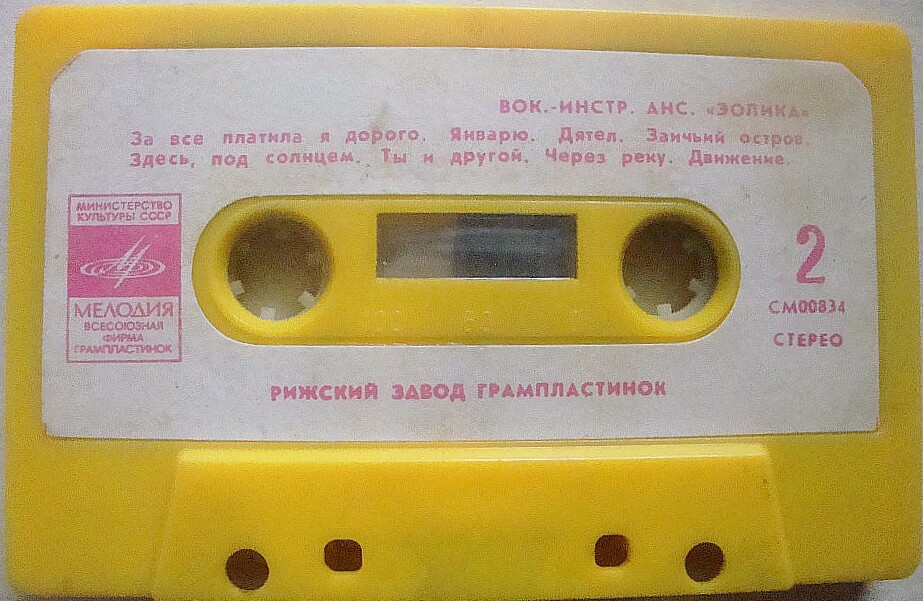 ВОК.-ИНСТР. АНС. «ЭОЛИКА»
За все платила я дорого. Январю. Дятел. Заичьий остров.
Здесь, под солнцем. Ты и другой. Через реку. Движение.
МИНИСТЕРСТВО
КУЛЬТУРЫ СССР
МЕЛОДИЯ
ВСЕСОЮЗНАЯ
ФИРМА
ГРАМПЛАСТИНОК
2
СМ00834
СТЕРЕО
РИЖСКИЙ ЗАВОД ГРАМПЛАСТИНОК